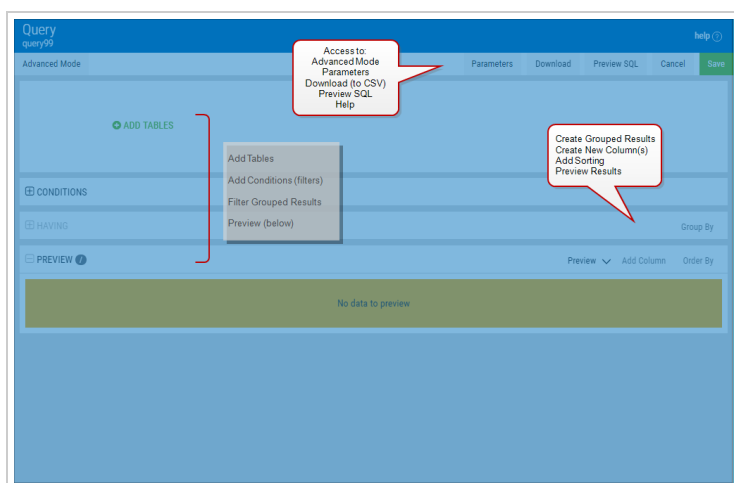 Query
query99
help ?
Advanced Mode
Parameters
Download
Preview SQL
Cancel
Save
Access to:
Advanced Mode
Parameters
Download (to CSV)
Preview SQL
Help
ADD TABLES
Add Tables
Add Conditions (filters)
Filter Grouped Results
Preview (below)
Create Grouped Results
Create New Column(s)
Add Sorting
Preview Results
CONDITIONS
HAVING
Group By
PREVIEW i
Preview
Add Column
Order By
No data to preview